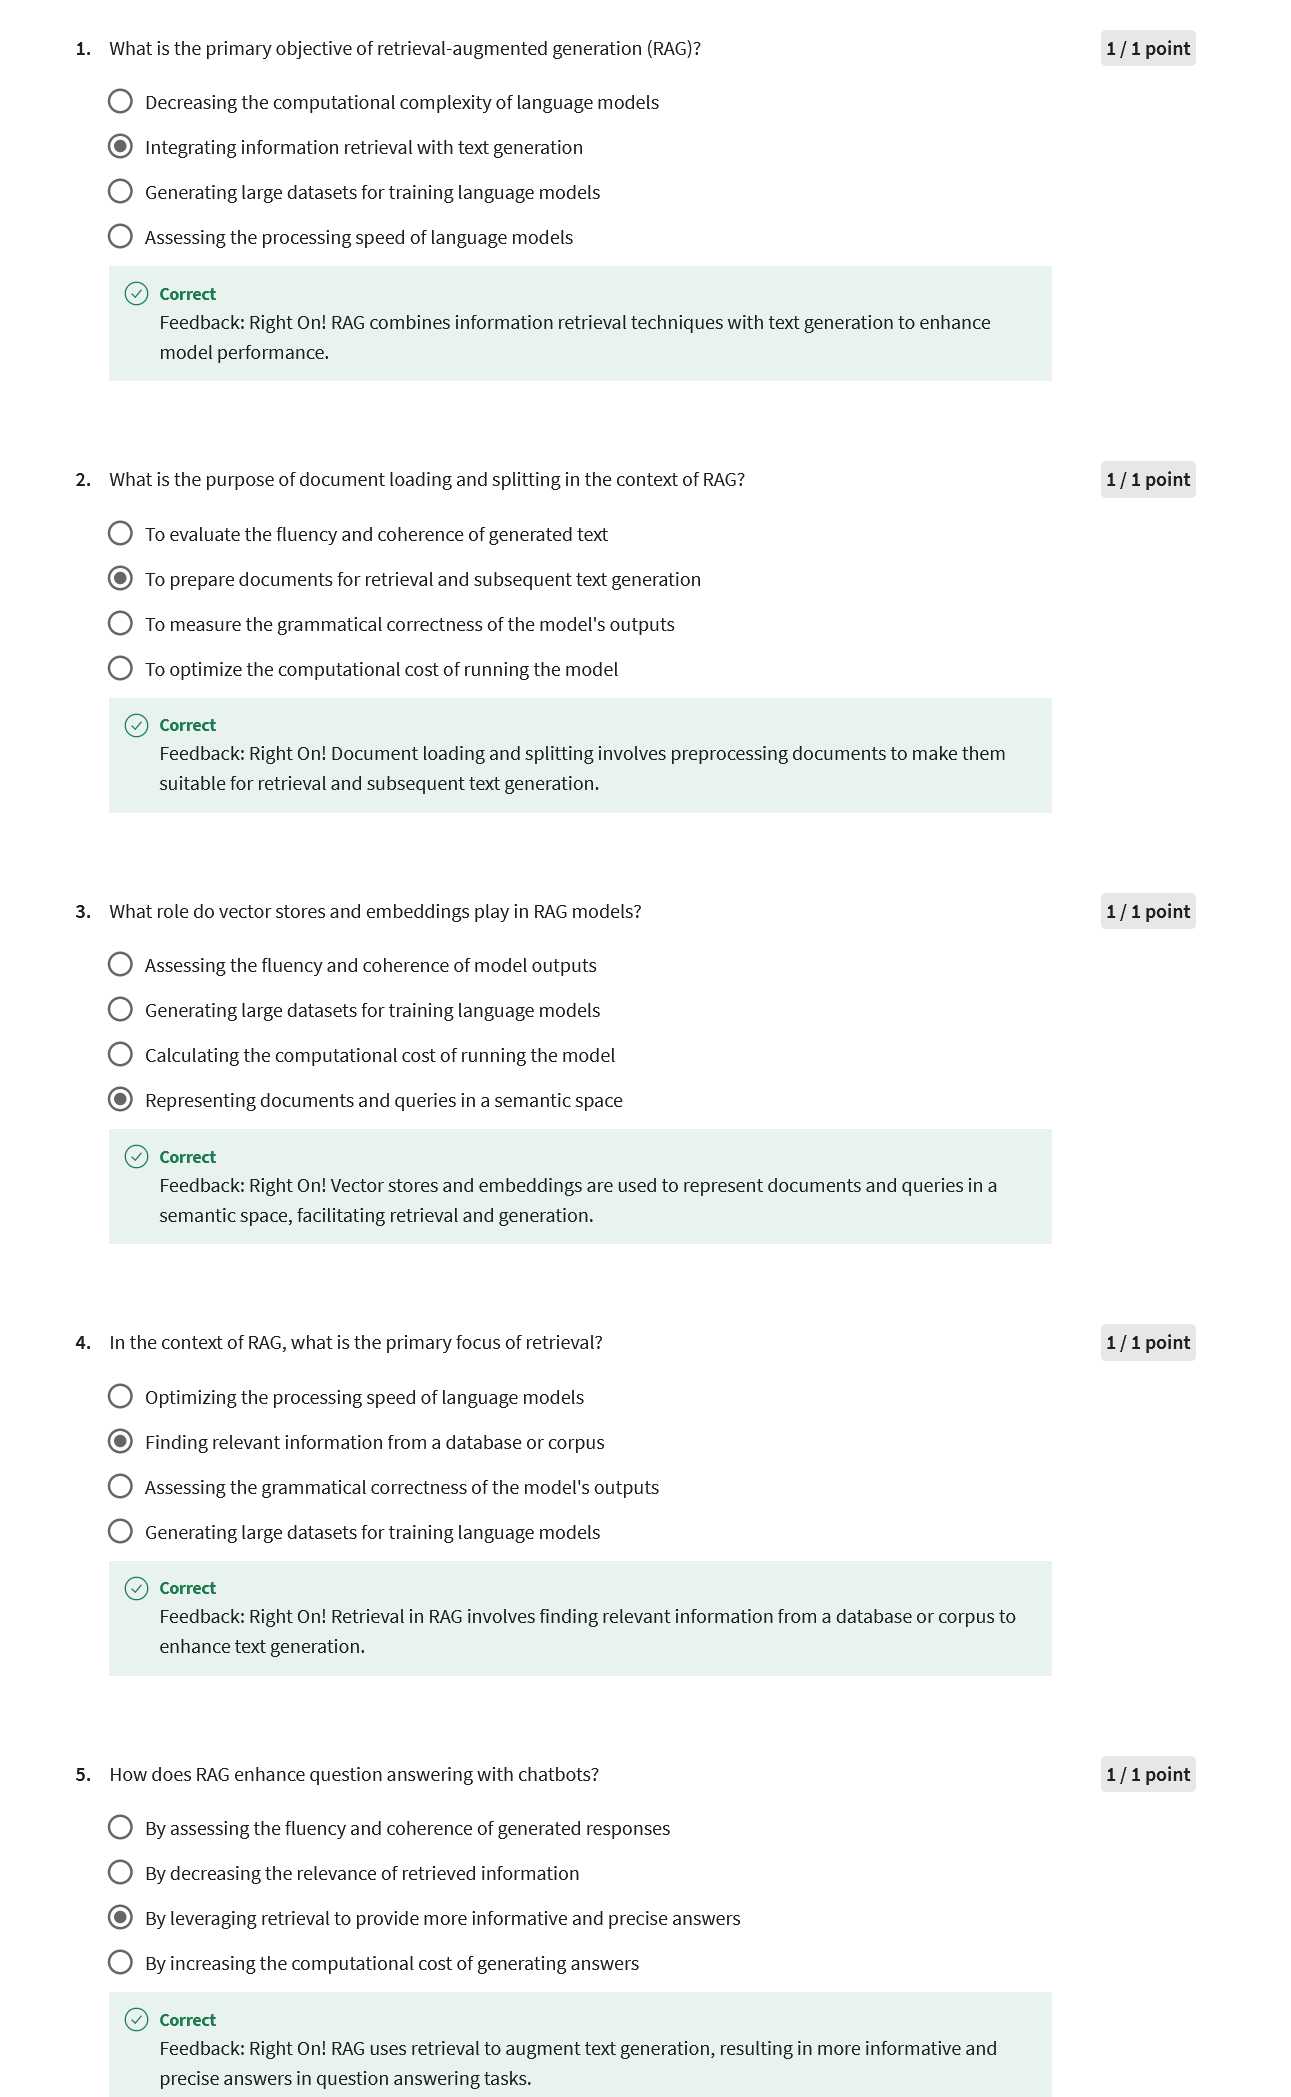 1. What is the primary objective of retrieval-augmented generation (RAG)? 1 / 1 point
Decreasing the computational complexity of language models
Integrating information retrieval with text generation
Generating large datasets for training language models
Assessing the processing speed of language models
Correct
Feedback: Right On! RAG combines information retrieval techniques with text generation to enhance
model performance.
2. What is the purpose of document loading and splitting in the context of RAG? 1 / 1 point
To evaluate the fluency and coherence of generated text
To prepare documents for retrieval and subsequent text generation
To measure the grammatical correctness of the model's outputs
To optimize the computational cost of running the model
Correct
Feedback: Right On! Document loading and splitting involves preprocessing documents to make them
suitable for retrieval and subsequent text generation.
3. What role do vector stores and embeddings play in RAG models? 1 / 1 point
Assessing the fluency and coherence of model outputs
Generating large datasets for training language models
Calculating the computational cost of running the model
Representing documents and queries in a semantic space
Correct
Feedback: Right On! Vector stores and embeddings are used to represent documents and queries in a
semantic space, facilitating retrieval and generation.
4. In the context of RAG, what is the primary focus of retrieval? 1 / 1 point
Optimizing the processing speed of language models
Finding relevant information from a database or corpus
Assessing the grammatical correctness of the model's outputs
Generating large datasets for training language models
Correct
Feedback: Right On! Retrieval in RAG involves finding relevant information from a database or corpus to
enhance text generation.
5. How does RAG enhance question answering with chatbots? 1 / 1 point
By assessing the fluency and coherence of generated responses
By decreasing the relevance of retrieved information
By leveraging retrieval to provide more informative and precise answers
By increasing the computational cost of generating answers
Correct
Feedback: Right On! RAG uses retrieval to augment text generation, resulting in more informative and
precise answers in question answering tasks.